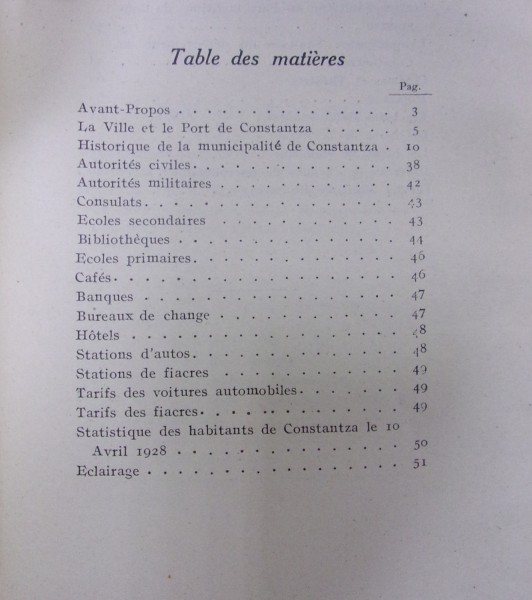 Table des matières
Pag.
Avant-Propos . . . . . . . . . . . . . . . 3
La Ville et le Port de Constantza . . . . . . 5
Historique de la municipalité de Constantza . 10
Autorités civiles . . . . . . . . . . . . . . 38
Autorités militaires . . . . . . . . . . . . . 42
Consulats . . . . . . . . . . . . . . . . . 43
Ecoles secondaires . . . . . . . . . . . . 43
Bibliothèques . . . . . . . . . . . . . . . 44
Ecoles primaires . . . . . . . . . . . . . . 46
Cafés . . . . . . . . . . . . . . . . . . . 46
Banques . . . . . . . . . . . . . . . . . 47
Bureaux de change . . . . . . . . . . . . . 47
Hôtels . . . . . . . . . . . . . . . . . . 48
Stations d'autos . . . . . . . . . . . . . . 48
Stations de fiacres . . . . . . . . . . . . 49
Tarifs des voitures automobiles . . . . . . . 49
Tarifs des fiacres . . . . . . . . . . . . . 49
Statistique des habitants de Constantza le 10
Avril 1928 . . . . . . . . . . . . . . 50
Eclairage . . . . . . . . . . . . . . . . 51